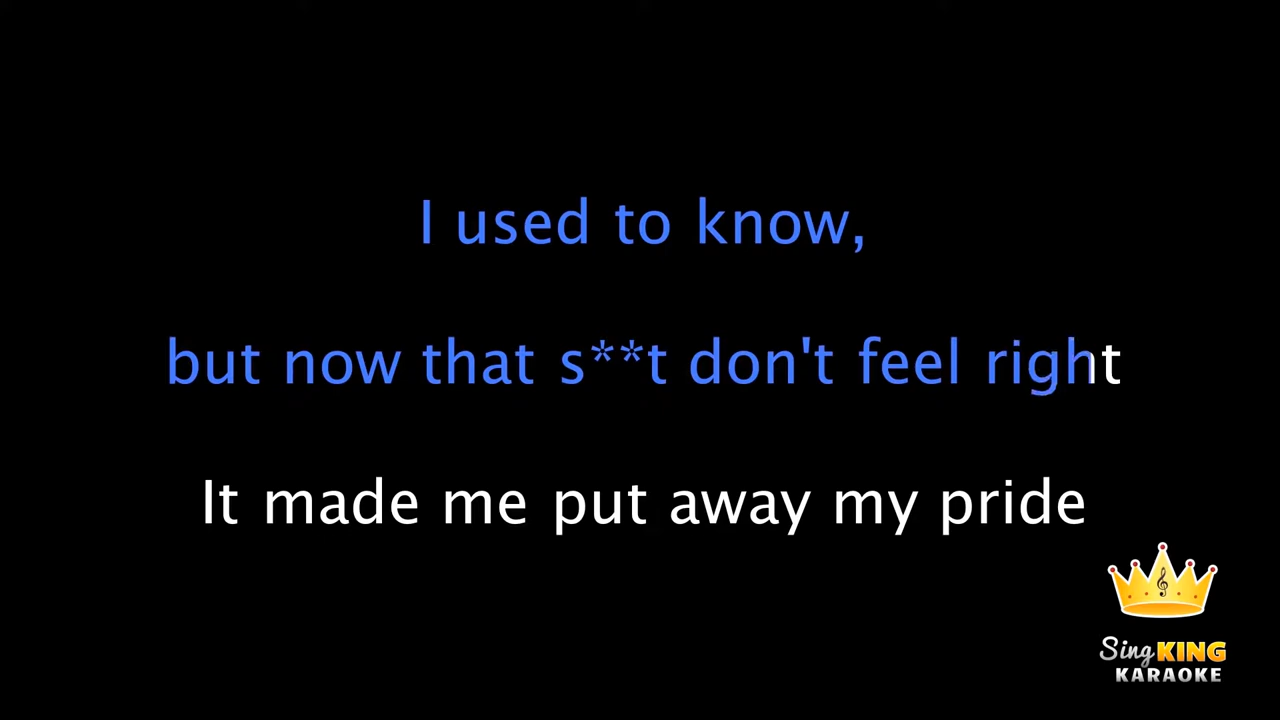 I used to know,
but now that s**t don't feel right
It made me put away my pride
Sing KING
KARAOKE